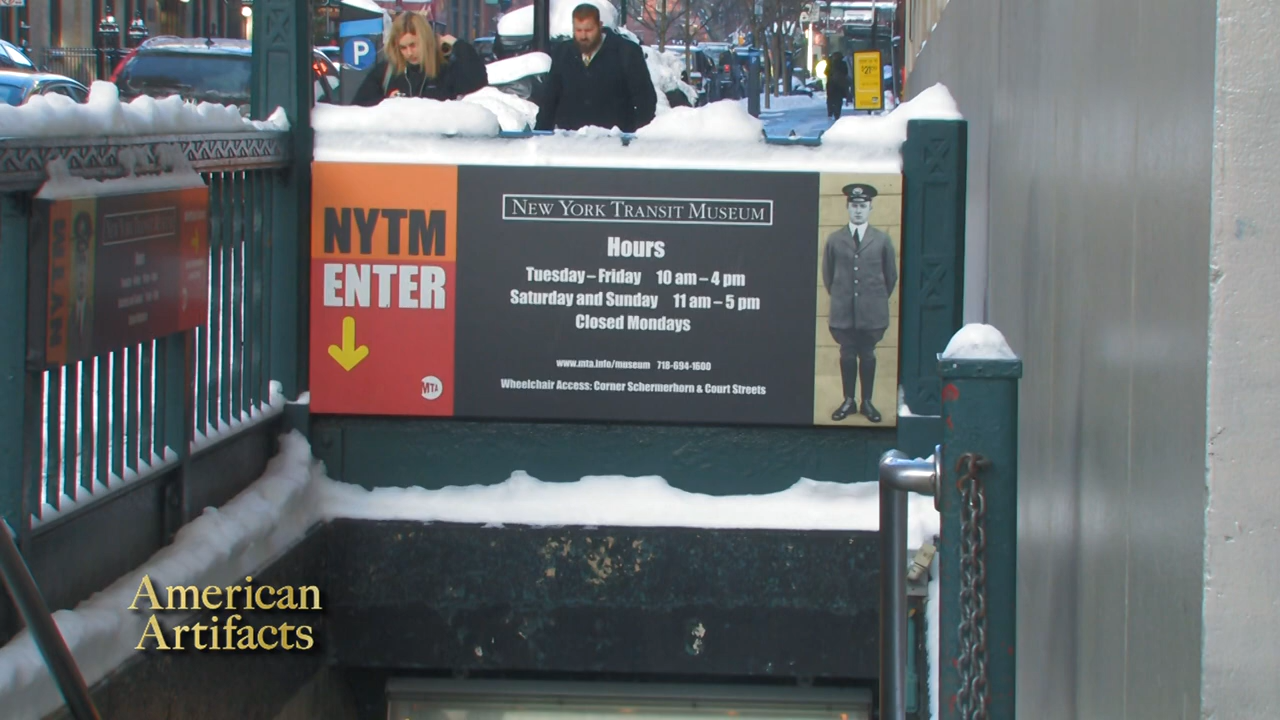 P
NYTM
ENTER
MTA
NEW YORK TRANSIT MUSEUM
Hours
Tuesday – Friday 10 am – 4 pm
Saturday and Sunday 11 am – 5 pm
Closed Mondays
www.mta.info/museum 718-694-1600
Wheelchair Access: Corner Schermerhorn & Court Streets
American
Artifacts